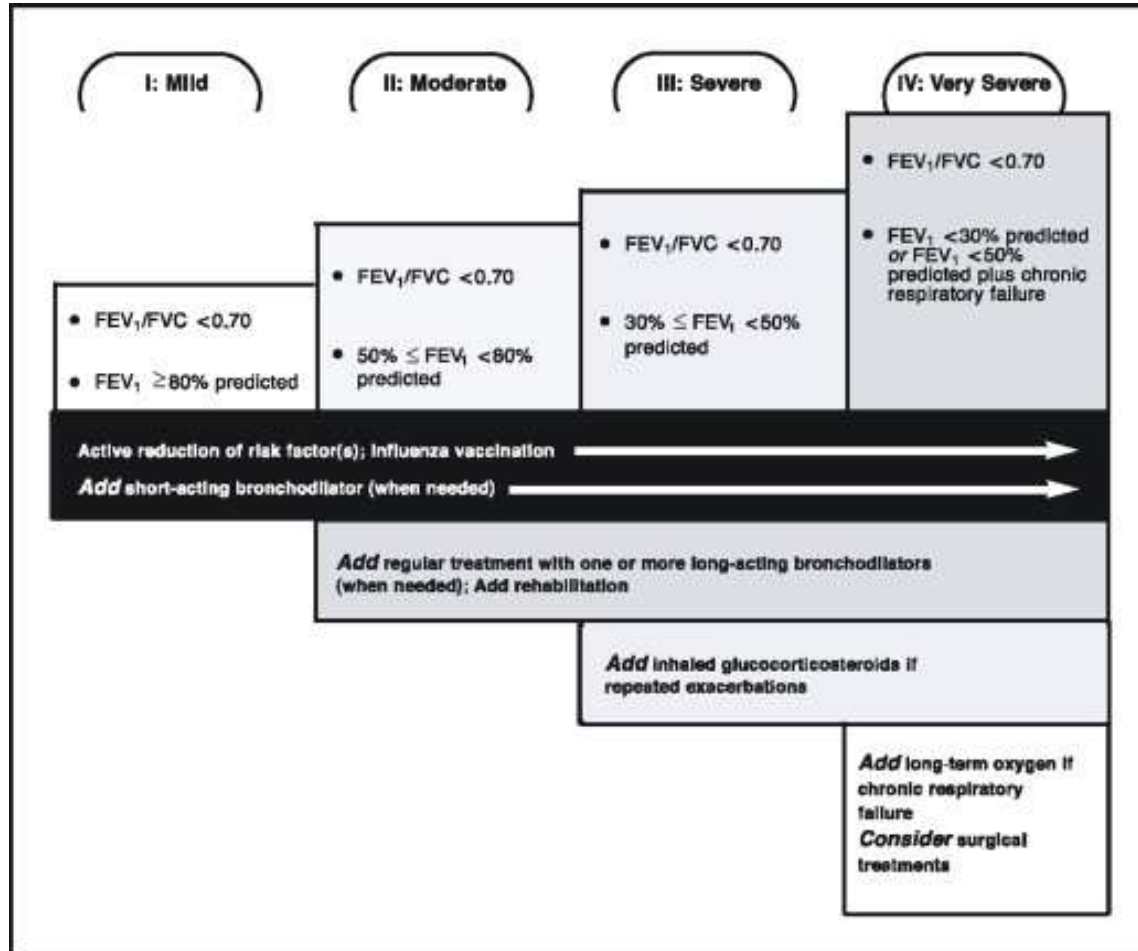 I: Mild
II: Moderate
III: Severe
IV: Very Severe
• FEV₁/FVC <0.70
• FEV₁ ≥80% predicted
• FEV₁/FVC <0.70
• 50% ≤ FEV₁ <80%
predicted
• FEV₁/FVC <0.70
• 30% ≤ FEV₁ <50%
predicted
• FEV₁/FVC <0.70
• FEV₁ <30% predicted
or FEV₁ <50%
predicted plus chronic
respiratory failure
Active reduction of risk factor(s); Influenza vaccination
Add short-acting bronchodilator (when needed)
Add regular treatment with one or more long-acting bronchodilators
(when needed); Add rehabilitation
Add inhaled glucocorticosteroids if
repeated exacerbations
Add long-term oxygen if
chronic respiratory
failure
Consider surgical
treatments